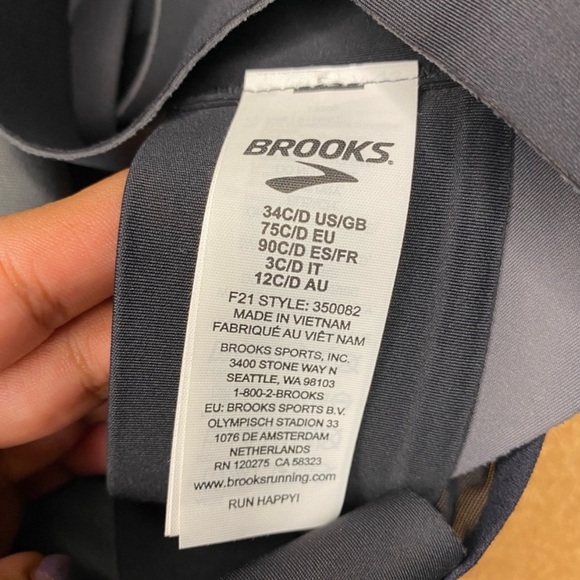 BROOKS®
34C/D US/GB
75C/D EU
90C/D ES/FR
3C/D IT
12C/D AU
F21 STYLE: 350082
MADE IN VIETNAM
FABRIQUÉ AU VIÊT NAM
BROOKS SPORTS, INC.
3400 STONE WAY N
SEATTLE, WA 98103
1-800-2-BROOKS
EU: BROOKS SPORTS B.V.
OLYMPISCH STADION 33
1076 DE AMSTERDAM
NETHERLANDS
RN 120275 CA 58323
www.brooksrunning.com
RUN HAPPY!